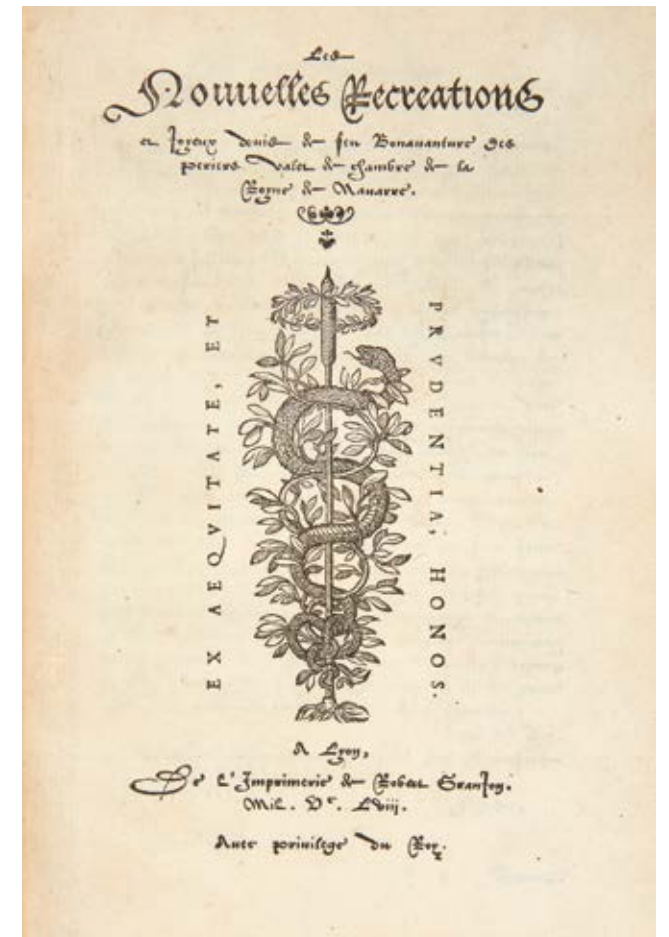 Les
Nouuelles Recreations
et Ioyeux deuis de feu Bonauanture des
periers valet de chambre de la
Royne de Nauarre.
EX AEQVITATE, ET
PRVDENTIA, HONOS.
A Lyon,
De l'Imprimerie de Robert Granjon.
Mil. Vc. Lviij.
Auec priuilege du Roy.